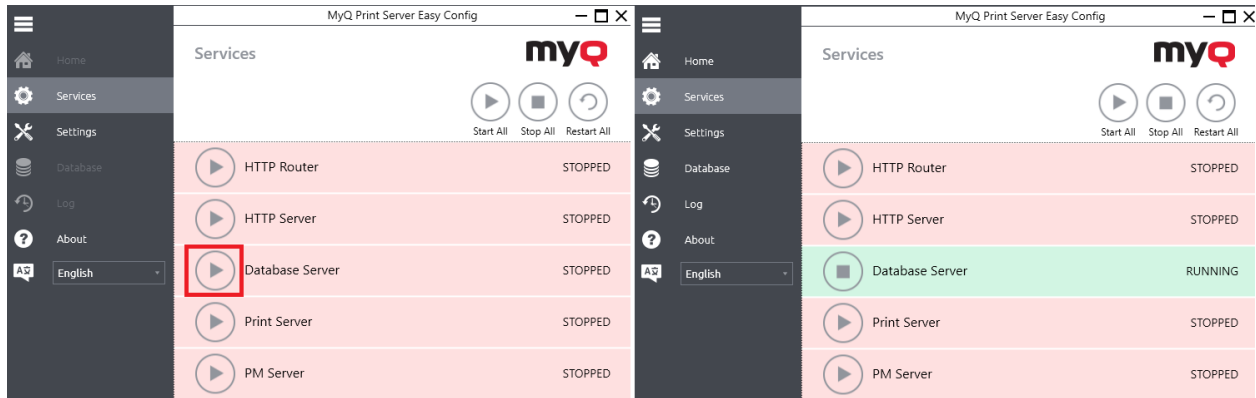 MyQ Print Server Easy Config
Home
Services
Settings
Database
Log
About
A
English
Services
myQ
Start All Stop All Restart All
HTTP Router STOPPED
HTTP Server STOPPED
Database Server STOPPED
Print Server STOPPED
PM Server STOPPED
MyQ Print Server Easy Config
Home
Services
Settings
Database
Log
About
A
English
Services
myQ
Start All Stop All Restart All
HTTP Router STOPPED
HTTP Server STOPPED
Database Server RUNNING
Print Server STOPPED
PM Server STOPPED